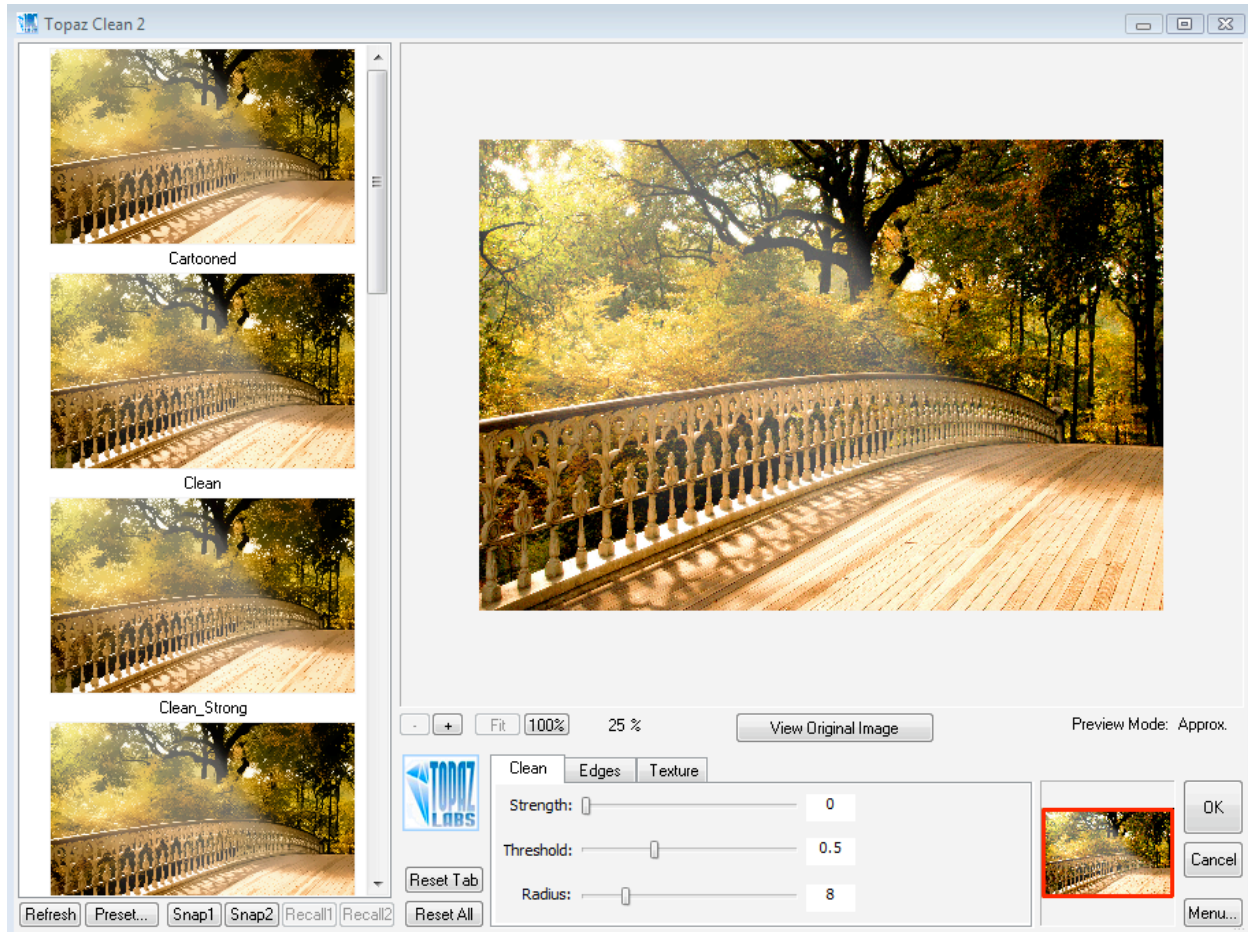 Topaz Clean 2
Cartooned
Clean
Clean_Strong
- + Fit 100% 25 % View Original Image Preview Mode: Approx.
TOPAZ LABS
Clean Edges Texture
Strength: 0
Threshold: 0.5
Radius: 8
OK
Cancel
Menu...
Reset Tab
Reset All
Refresh Preset... Snap1 Snap2 Recall1 Recall2